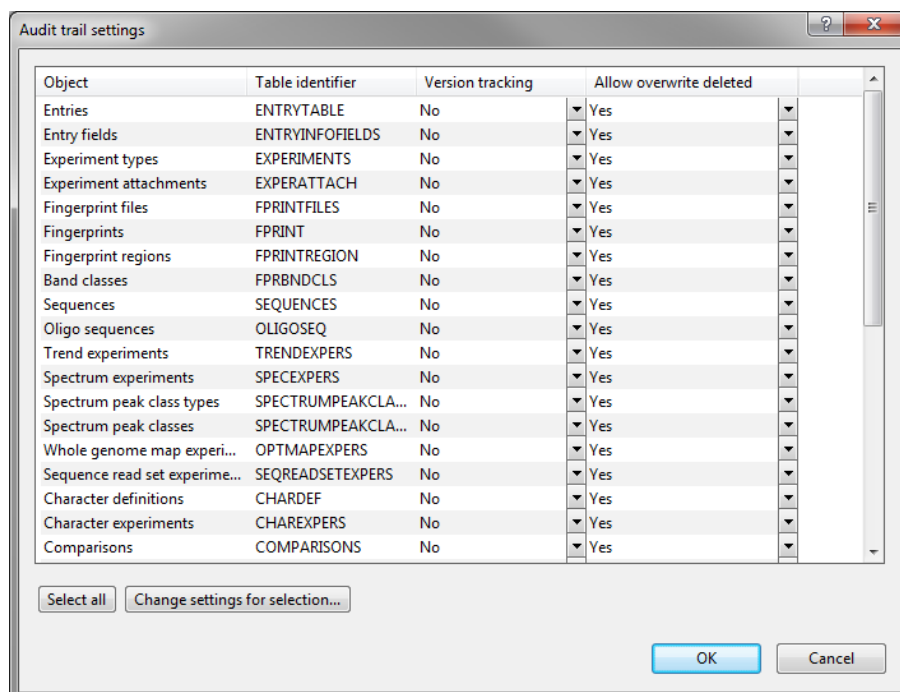 Audit trail settings
Object Table identifier Version tracking Allow overwrite deleted
Entries ENTRYTABLE No Yes
Entry fields ENTRYINFOFIELDS No Yes
Experiment types EXPERIMENTS No Yes
Experiment attachments EXPERATTACH No Yes
Fingerprint files FPRINTFILES No Yes
Fingerprints FPRINT No Yes
Fingerprint regions FPRINTREGION No Yes
Band classes FPRBNDCLS No Yes
Sequences SEQUENCES No Yes
Oligo sequences OLIGOSEQ No Yes
Trend experiments TRENDEXPERS No Yes
Spectrum experiments SPECEXPERS No Yes
Spectrum peak class types SPECTRUMPEAKCLA... No Yes
Spectrum peak classes SPECTRUMPEAKCLA... No Yes
Whole genome map experi... OPTMAPEXPERS No Yes
Sequence read set experime... SEQREADSETEXPERS No Yes
Character definitions CHARDEF No Yes
Character experiments CHAREXPERS No Yes
Comparisons COMPARISONS No Yes
Select all Change settings for selection...
OK Cancel